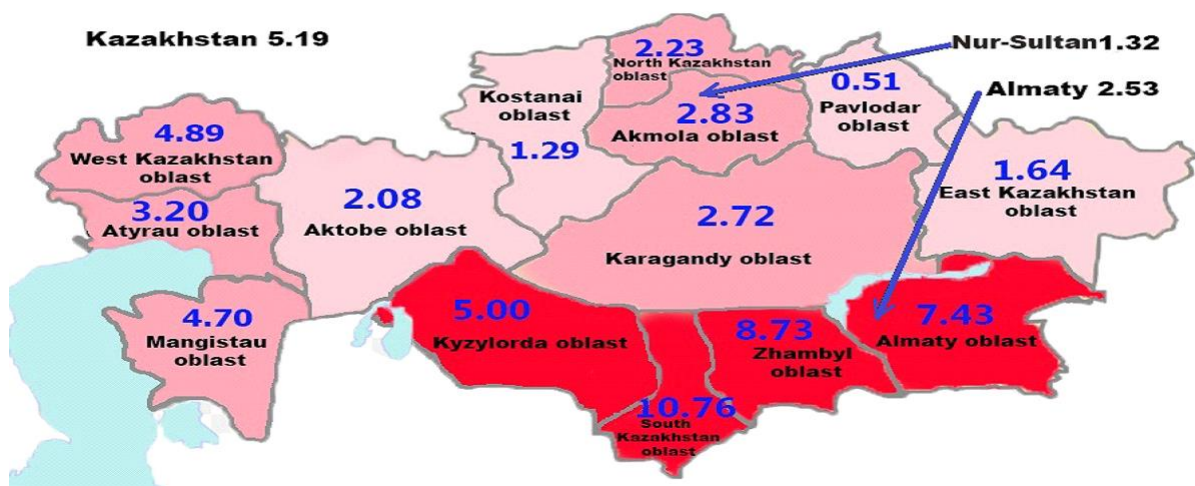 Kazakhstan 5.19
Nur-Sultan1.32
Almaty 2.53
2.23
North Kazakhstan
oblast
0.51
Pavlodar
oblast
Kostanai
oblast
1.29
2.83
Akmola oblast
4.89
West Kazakhstan
oblast
3.20
Atyrau oblast
2.08
Aktobe oblast
2.72
Karagandy oblast
1.64
East Kazakhstan
oblast
4.70
Mangistau
oblast
5.00
Kyzylorda oblast
8.73
Zhambyl
oblast
7.43
Almaty oblast
10.76
South
Kazakhstan
oblast